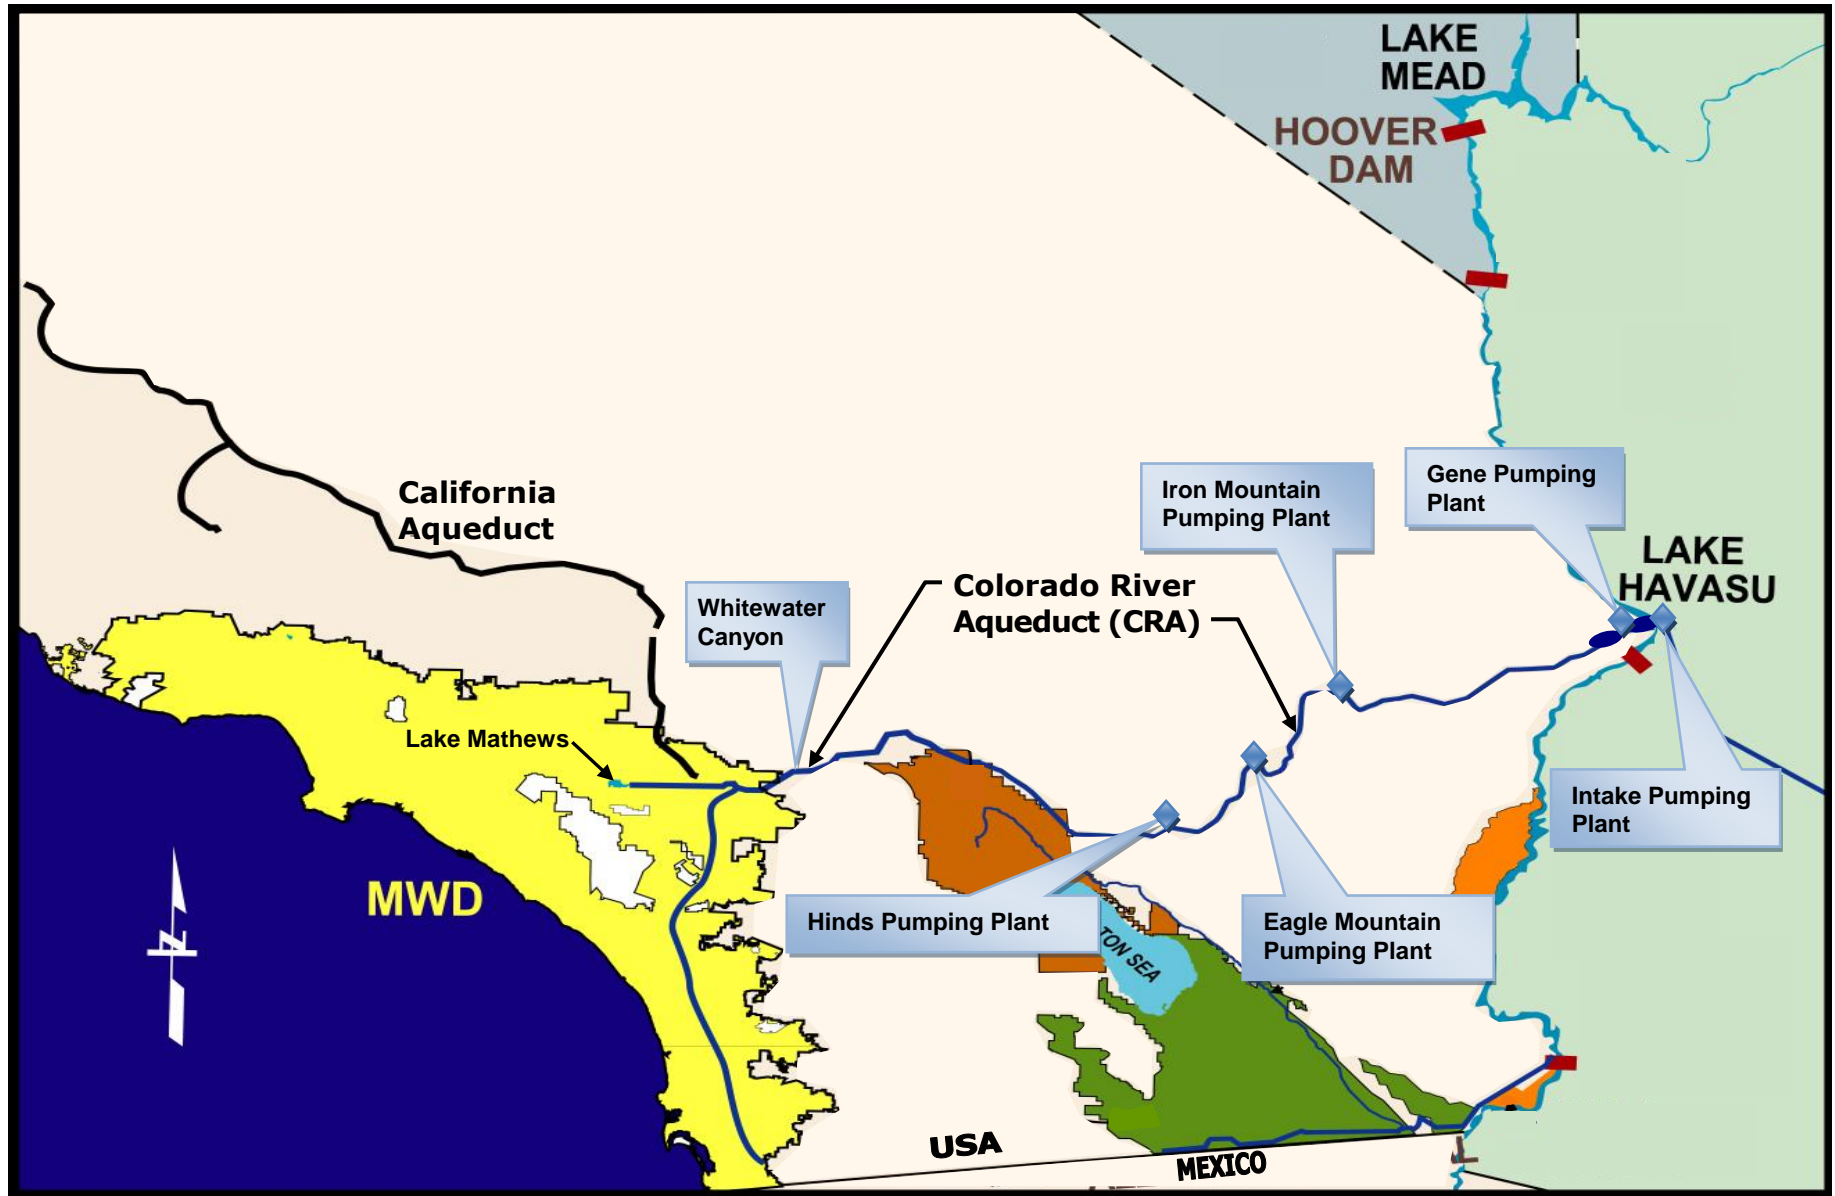 LAKE
MEAD
HOOVER
DAM
California
Aqueduct
Iron Mountain
Pumping Plant
Gene Pumping
Plant
LAKE
HAVASU
Whitewater
Canyon
Colorado River
Aqueduct (CRA)
Lake Mathews
Intake Pumping
Plant
MWD
Hinds Pumping Plant
Eagle Mountain
Pumping Plant
TON SEA
N
USA
MEXICO